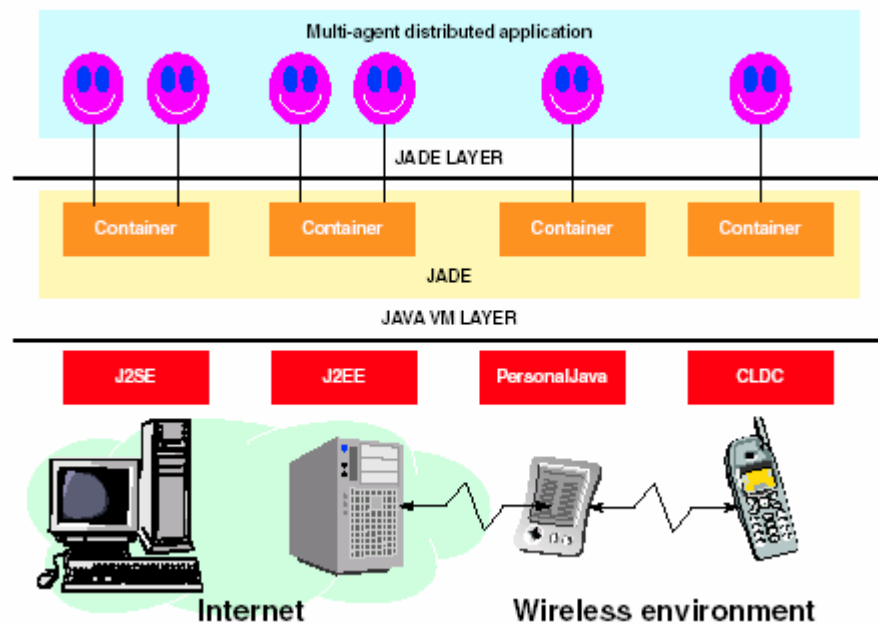 Multi-agent distributed application
JADE LAYER
Container
Container
Container
Container
JADE
JAVA VM LAYER
J2SE
J2EE
PersonalJava
CLDC
Internet
Wireless environment